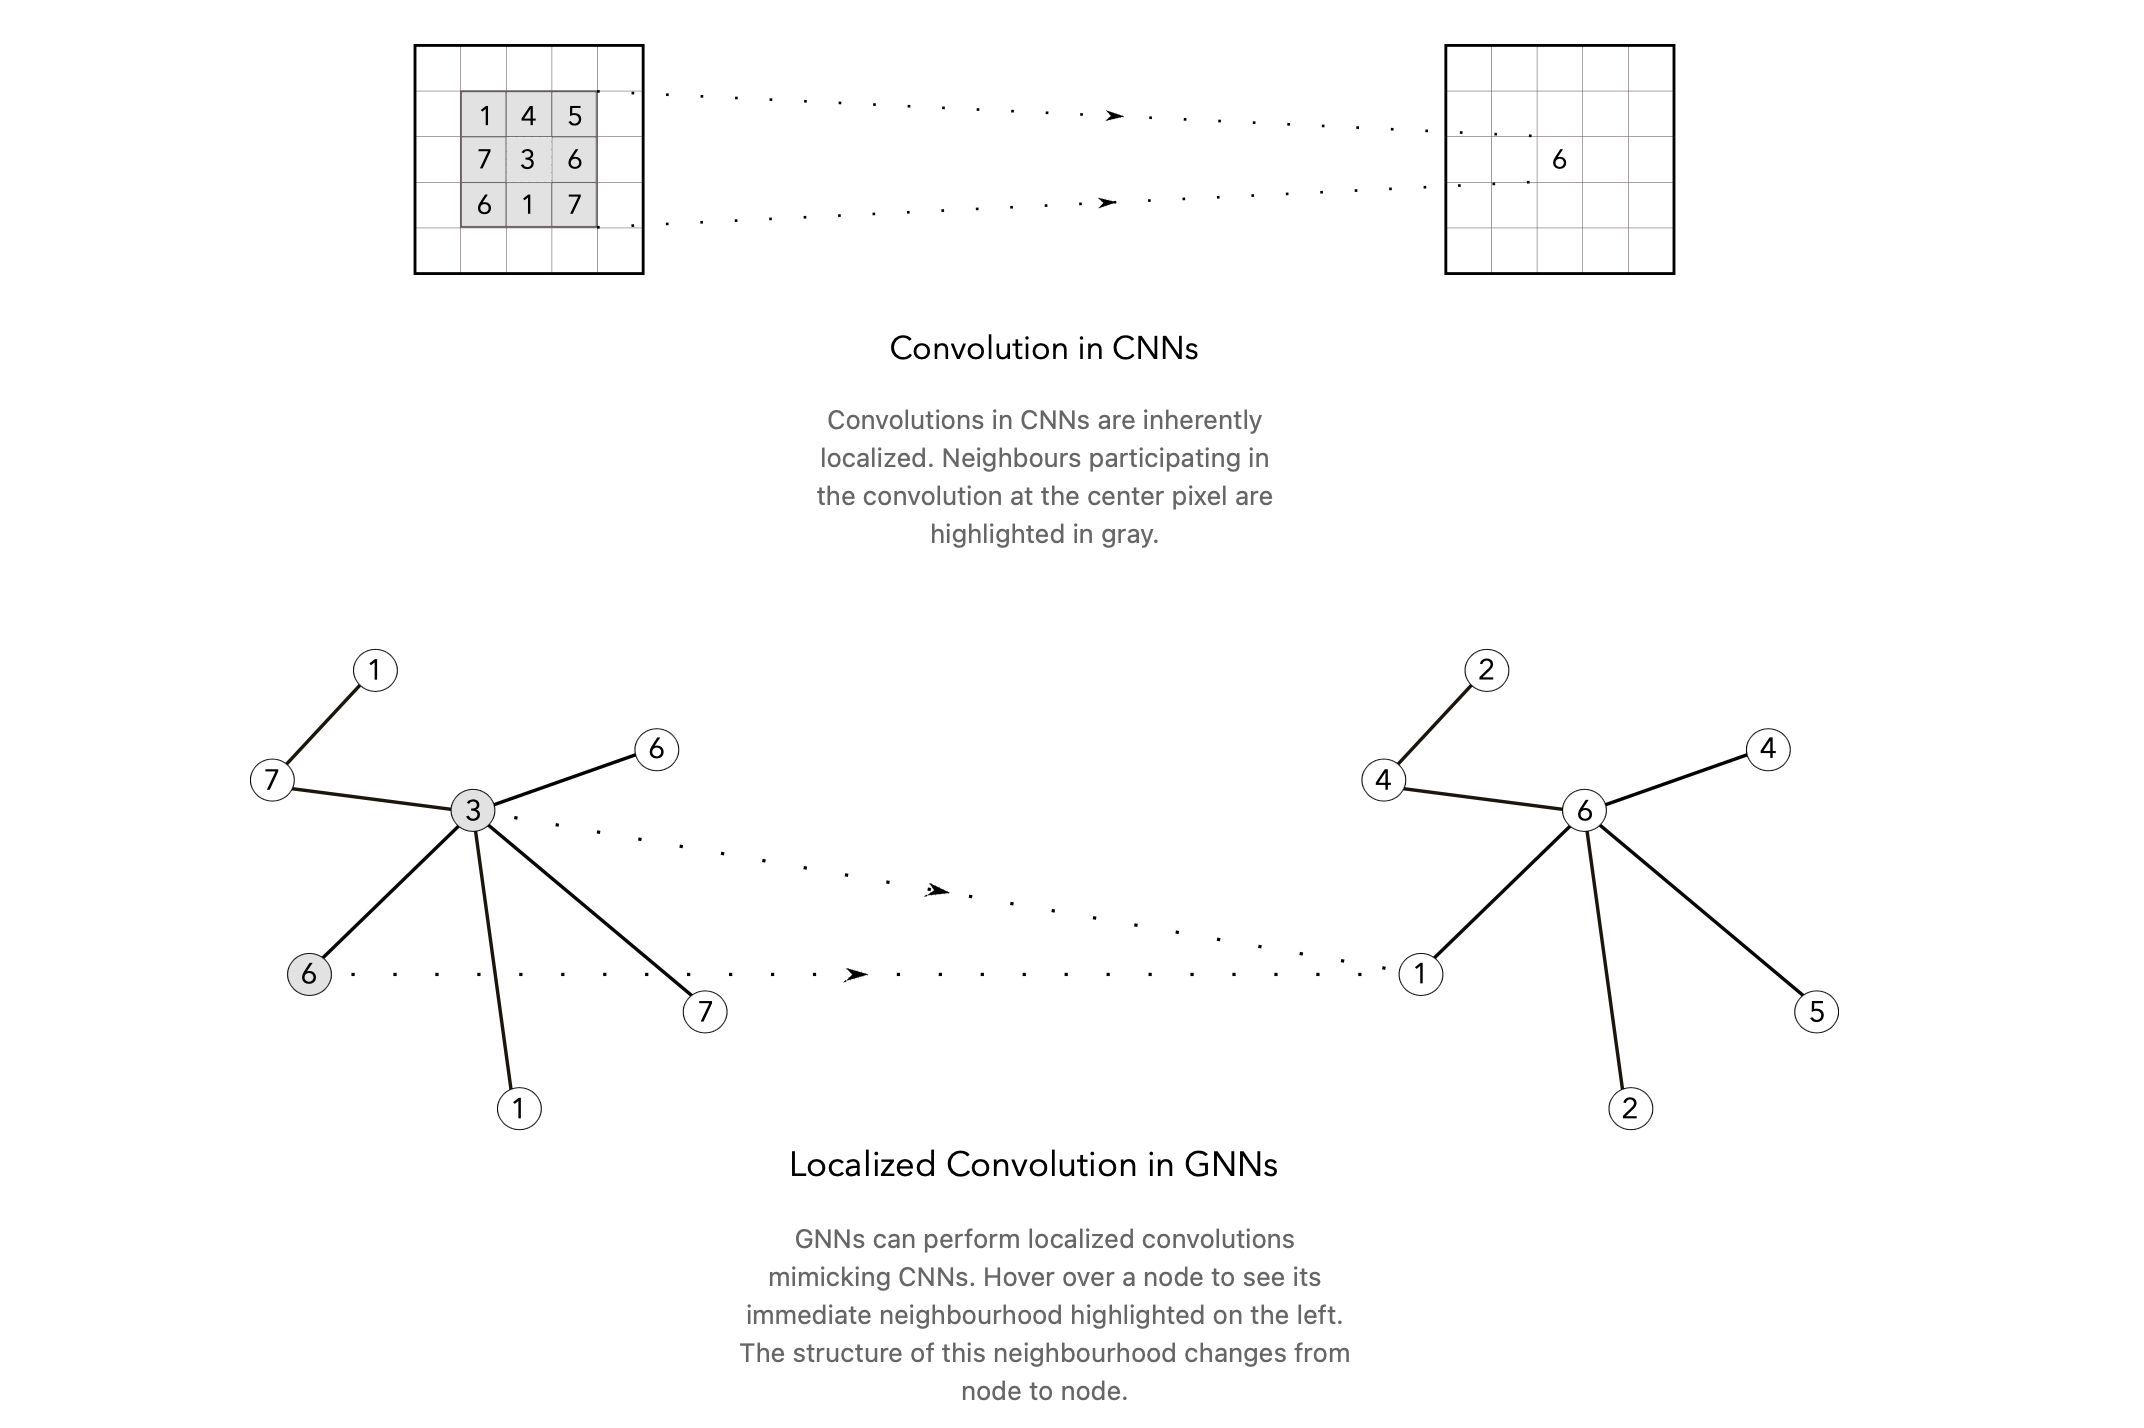 1 4 5
7 3 6
6 1 7
6
Convolution in CNNs
Convolutions in CNNs are inherently
localized. Neighbours participating in
the convolution at the center pixel are
highlighted in gray.
1
6
7
3
6
7
1
2
4
4
6
1
5
2
Localized Convolution in GNNs
GNNs can perform localized convolutions
mimicking CNNs. Hover over a node to see its
immediate neighbourhood highlighted on the left.
The structure of this neighbourhood changes from
node to node.